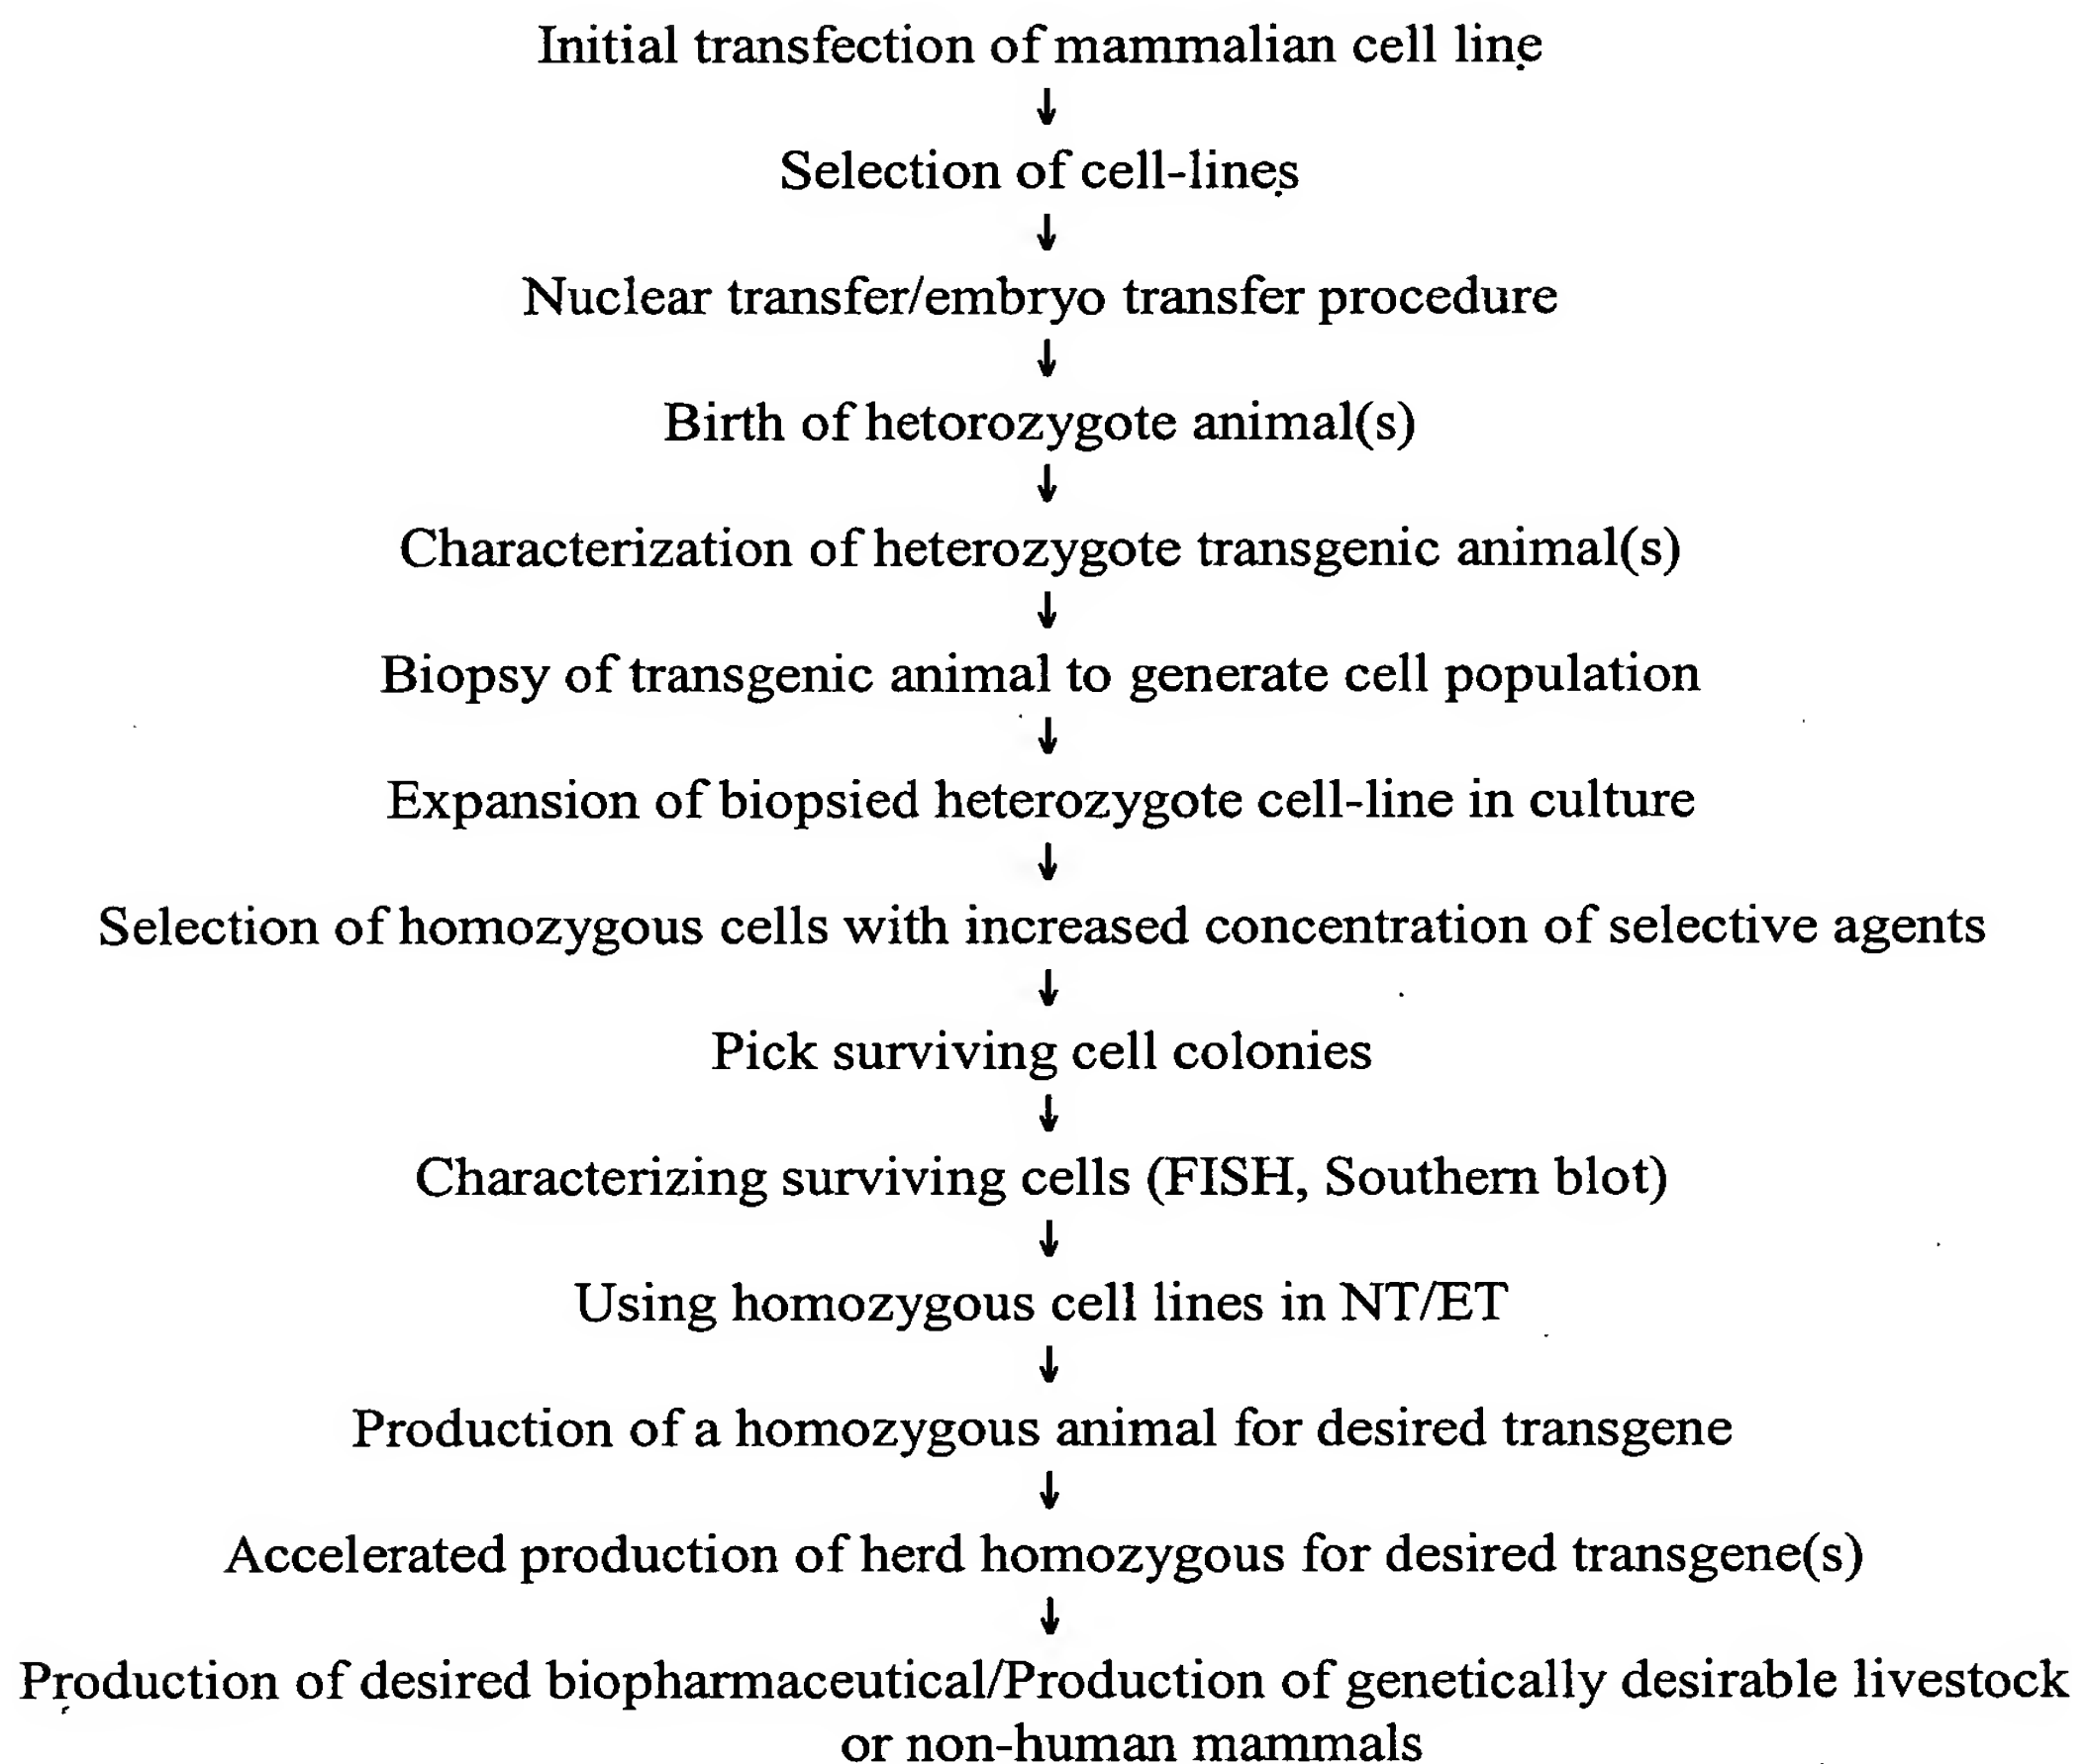 Initial transfection of mammalian cell line
↓
Selection of cell-lines
↓
Nuclear transfer/embryo transfer procedure
↓
Birth of hetorozygote animal(s)
↓
Characterization of heterozygote transgenic animal(s)
↓
Biopsy of transgenic animal to generate cell population
↓
Expansion of biopsied heterozygote cell-line in culture
↓
Selection of homozygous cells with increased concentration of selective agents
↓
Pick surviving cell colonies
↓
Characterizing surviving cells (FISH, Southern blot)
↓
Using homozygous cell lines in NT/ET
↓
Production of a homozygous animal for desired transgene
↓
Accelerated production of herd homozygous for desired transgene(s)
↓
Production of desired biopharmaceutical/Production of genetically desirable livestock
or non-human mammals